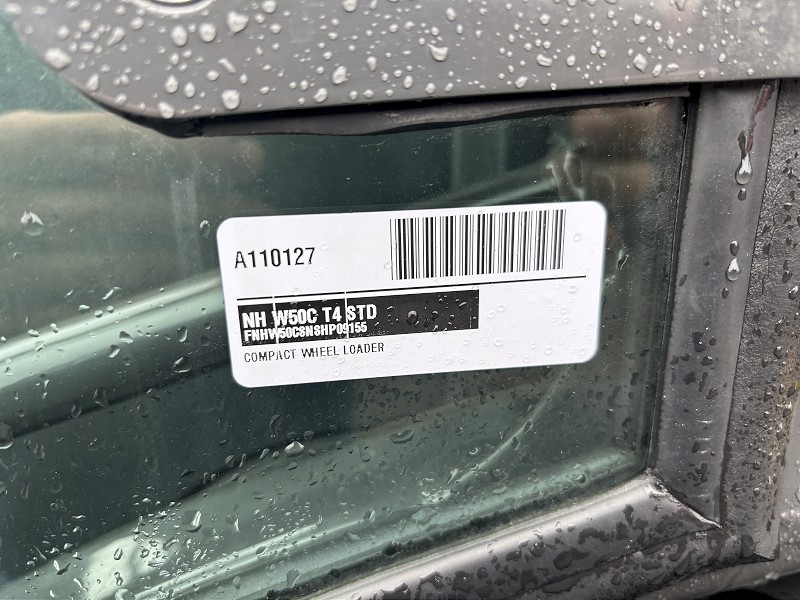 A110127
NH W50C T4 STD
FNHW50CSNSHP09155
COMPACT WHEEL LOADER